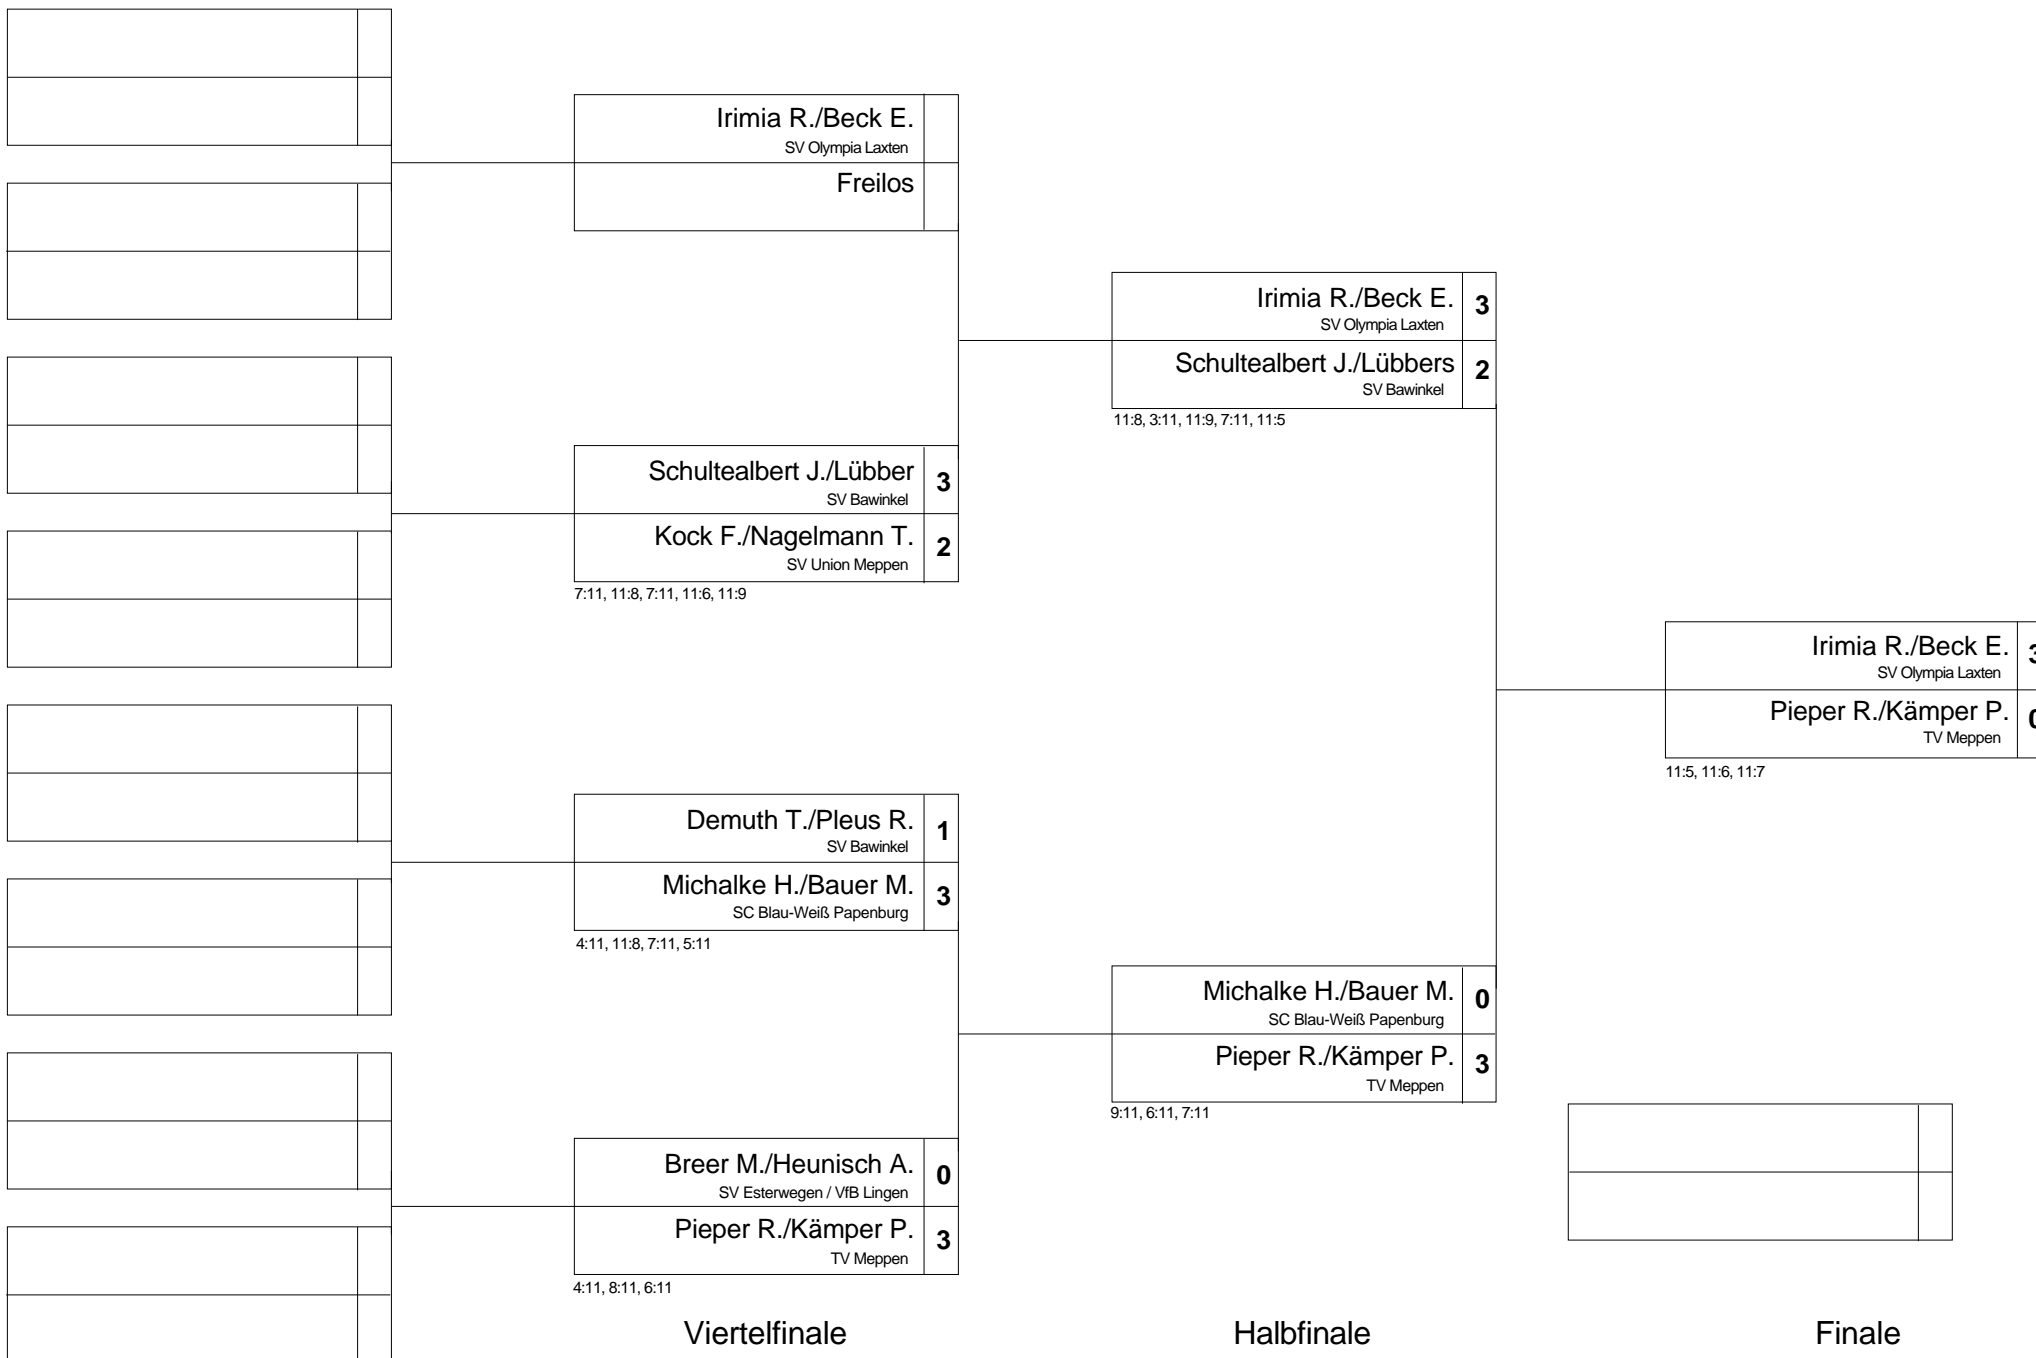 Irimia R./Beck E.
SV Olympia Laxten
Freilos
Schultealbert J./Lübber 3
SV Bawinkel
Kock F./Nagelmann T. 2
SV Union Meppen
7:11, 11:8, 7:11, 11:6, 11:9
Demuth T./Pleus R. 1
SV Bawinkel
Michalke H./Bauer M. 3
SC Blau-Weiß Papenburg
4:11, 11:8, 7:11, 5:11
Breer M./Heunisch A. 0
SV Esterwegen / VfB Lingen
Pieper R./Kämper P. 3
TV Meppen
4:11, 8:11, 6:11
Viertelfinale
Irimia R./Beck E. 3
SV Olympia Laxten
Schultealbert J./Lübbers 2
SV Bawinkel
11:8, 3:11, 11:9, 7:11, 11:5
Michalke H./Bauer M. 0
SC Blau-Weiß Papenburg
Pieper R./Kämper P. 3
TV Meppen
9:11, 6:11, 7:11
Halbfinale
Irimia R./Beck E. 3
SV Olympia Laxten
Pieper R./Kämper P. 0
TV Meppen
11:5, 11:6, 11:7
Finale